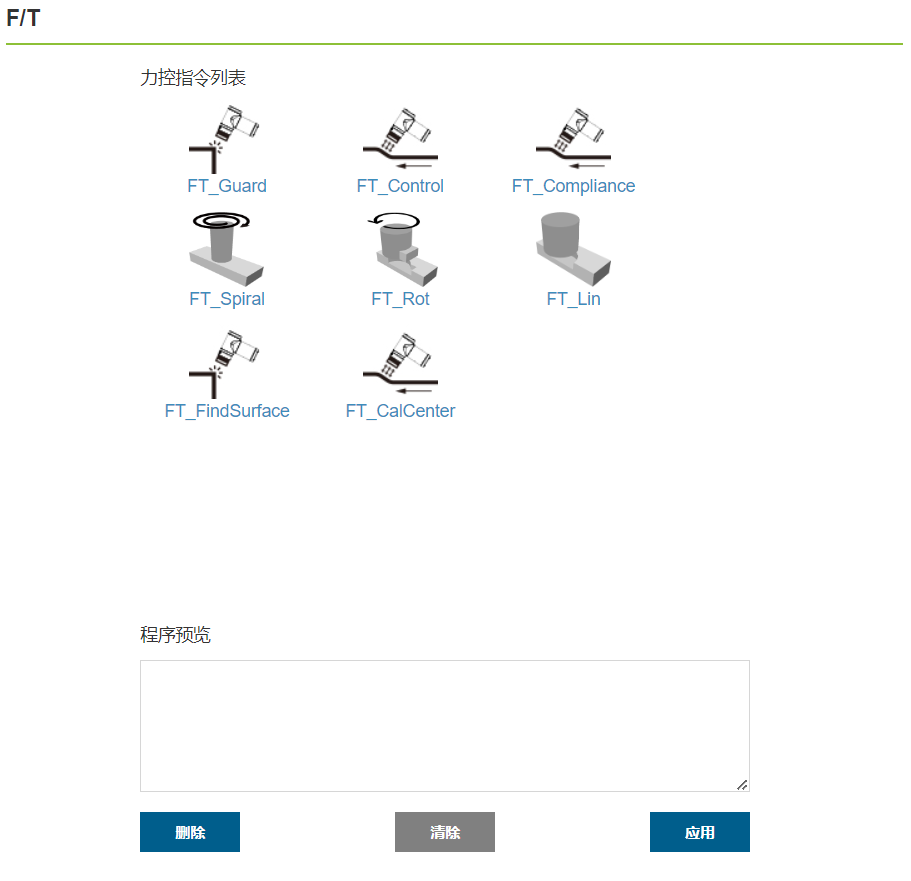 F/T
力控指令列表
FT_Guard FT_Control FT_Compliance
FT_Spiral FT_Rot FT_Lin
FT_FindSurface FT_CalCenter
程序预览
删除 清除 应用